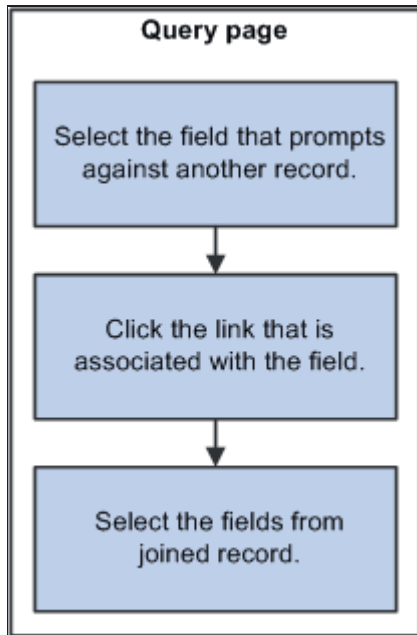 Query page
Select the field that prompts
against another record.
Click the link that is
associated with the field.
Select the fields from
joined record.